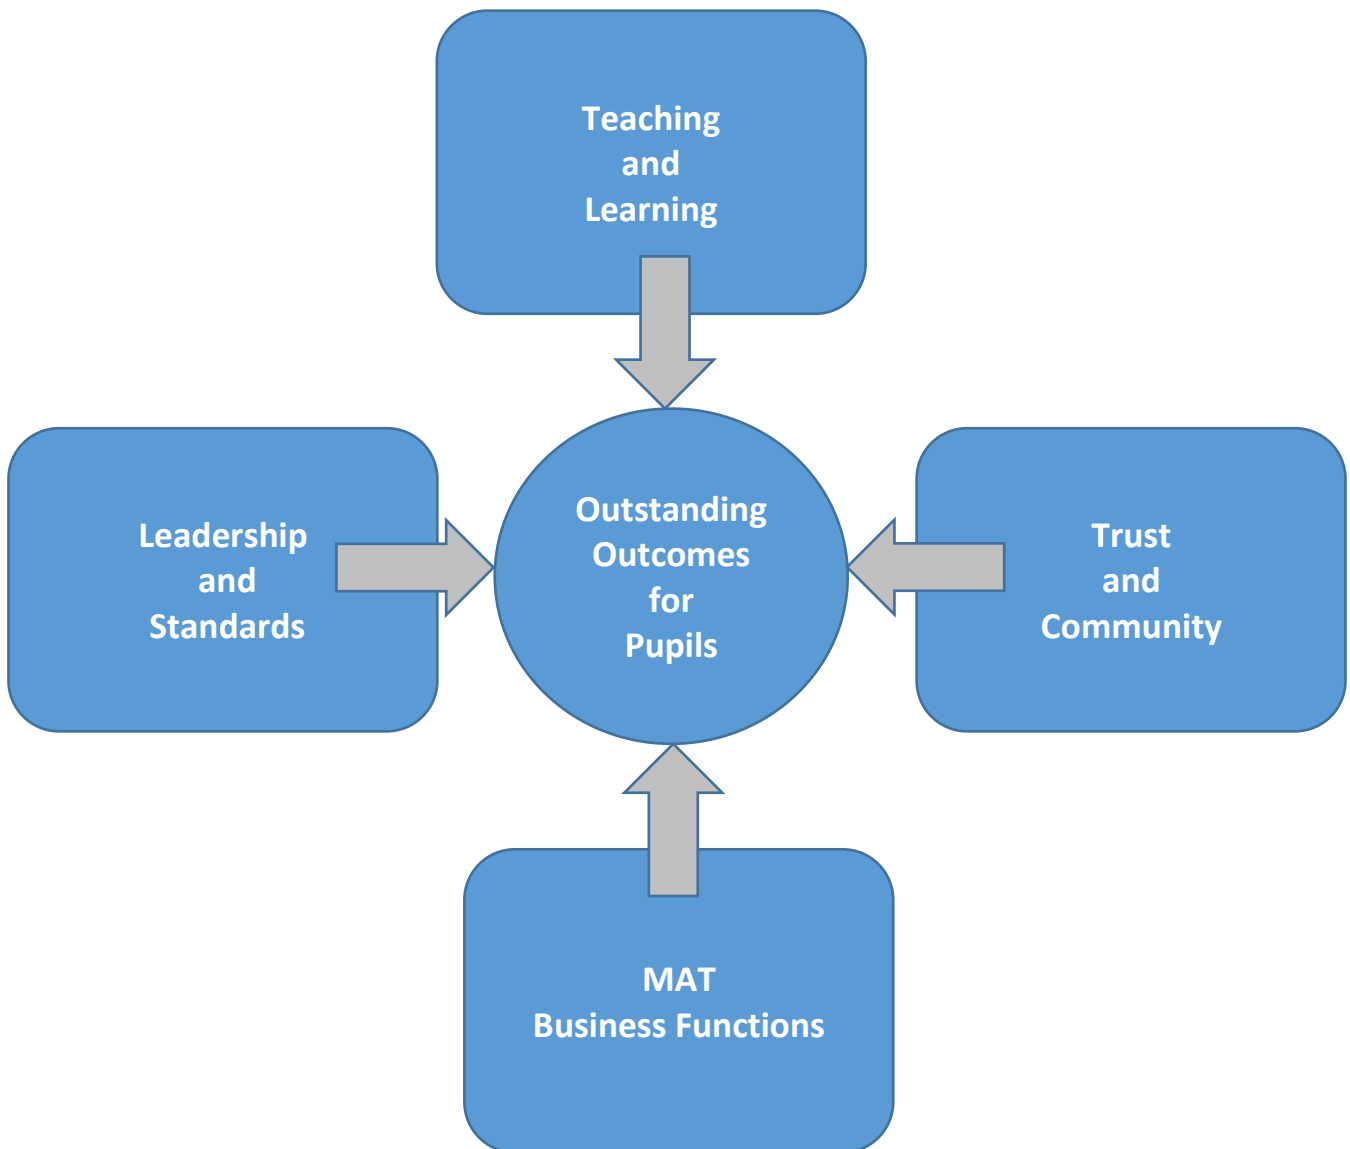 Teaching
and
Learning
Leadership
and
Standards
Outstanding
Outcomes
for
Pupils
Trust
and
Community
MAT
Business Functions